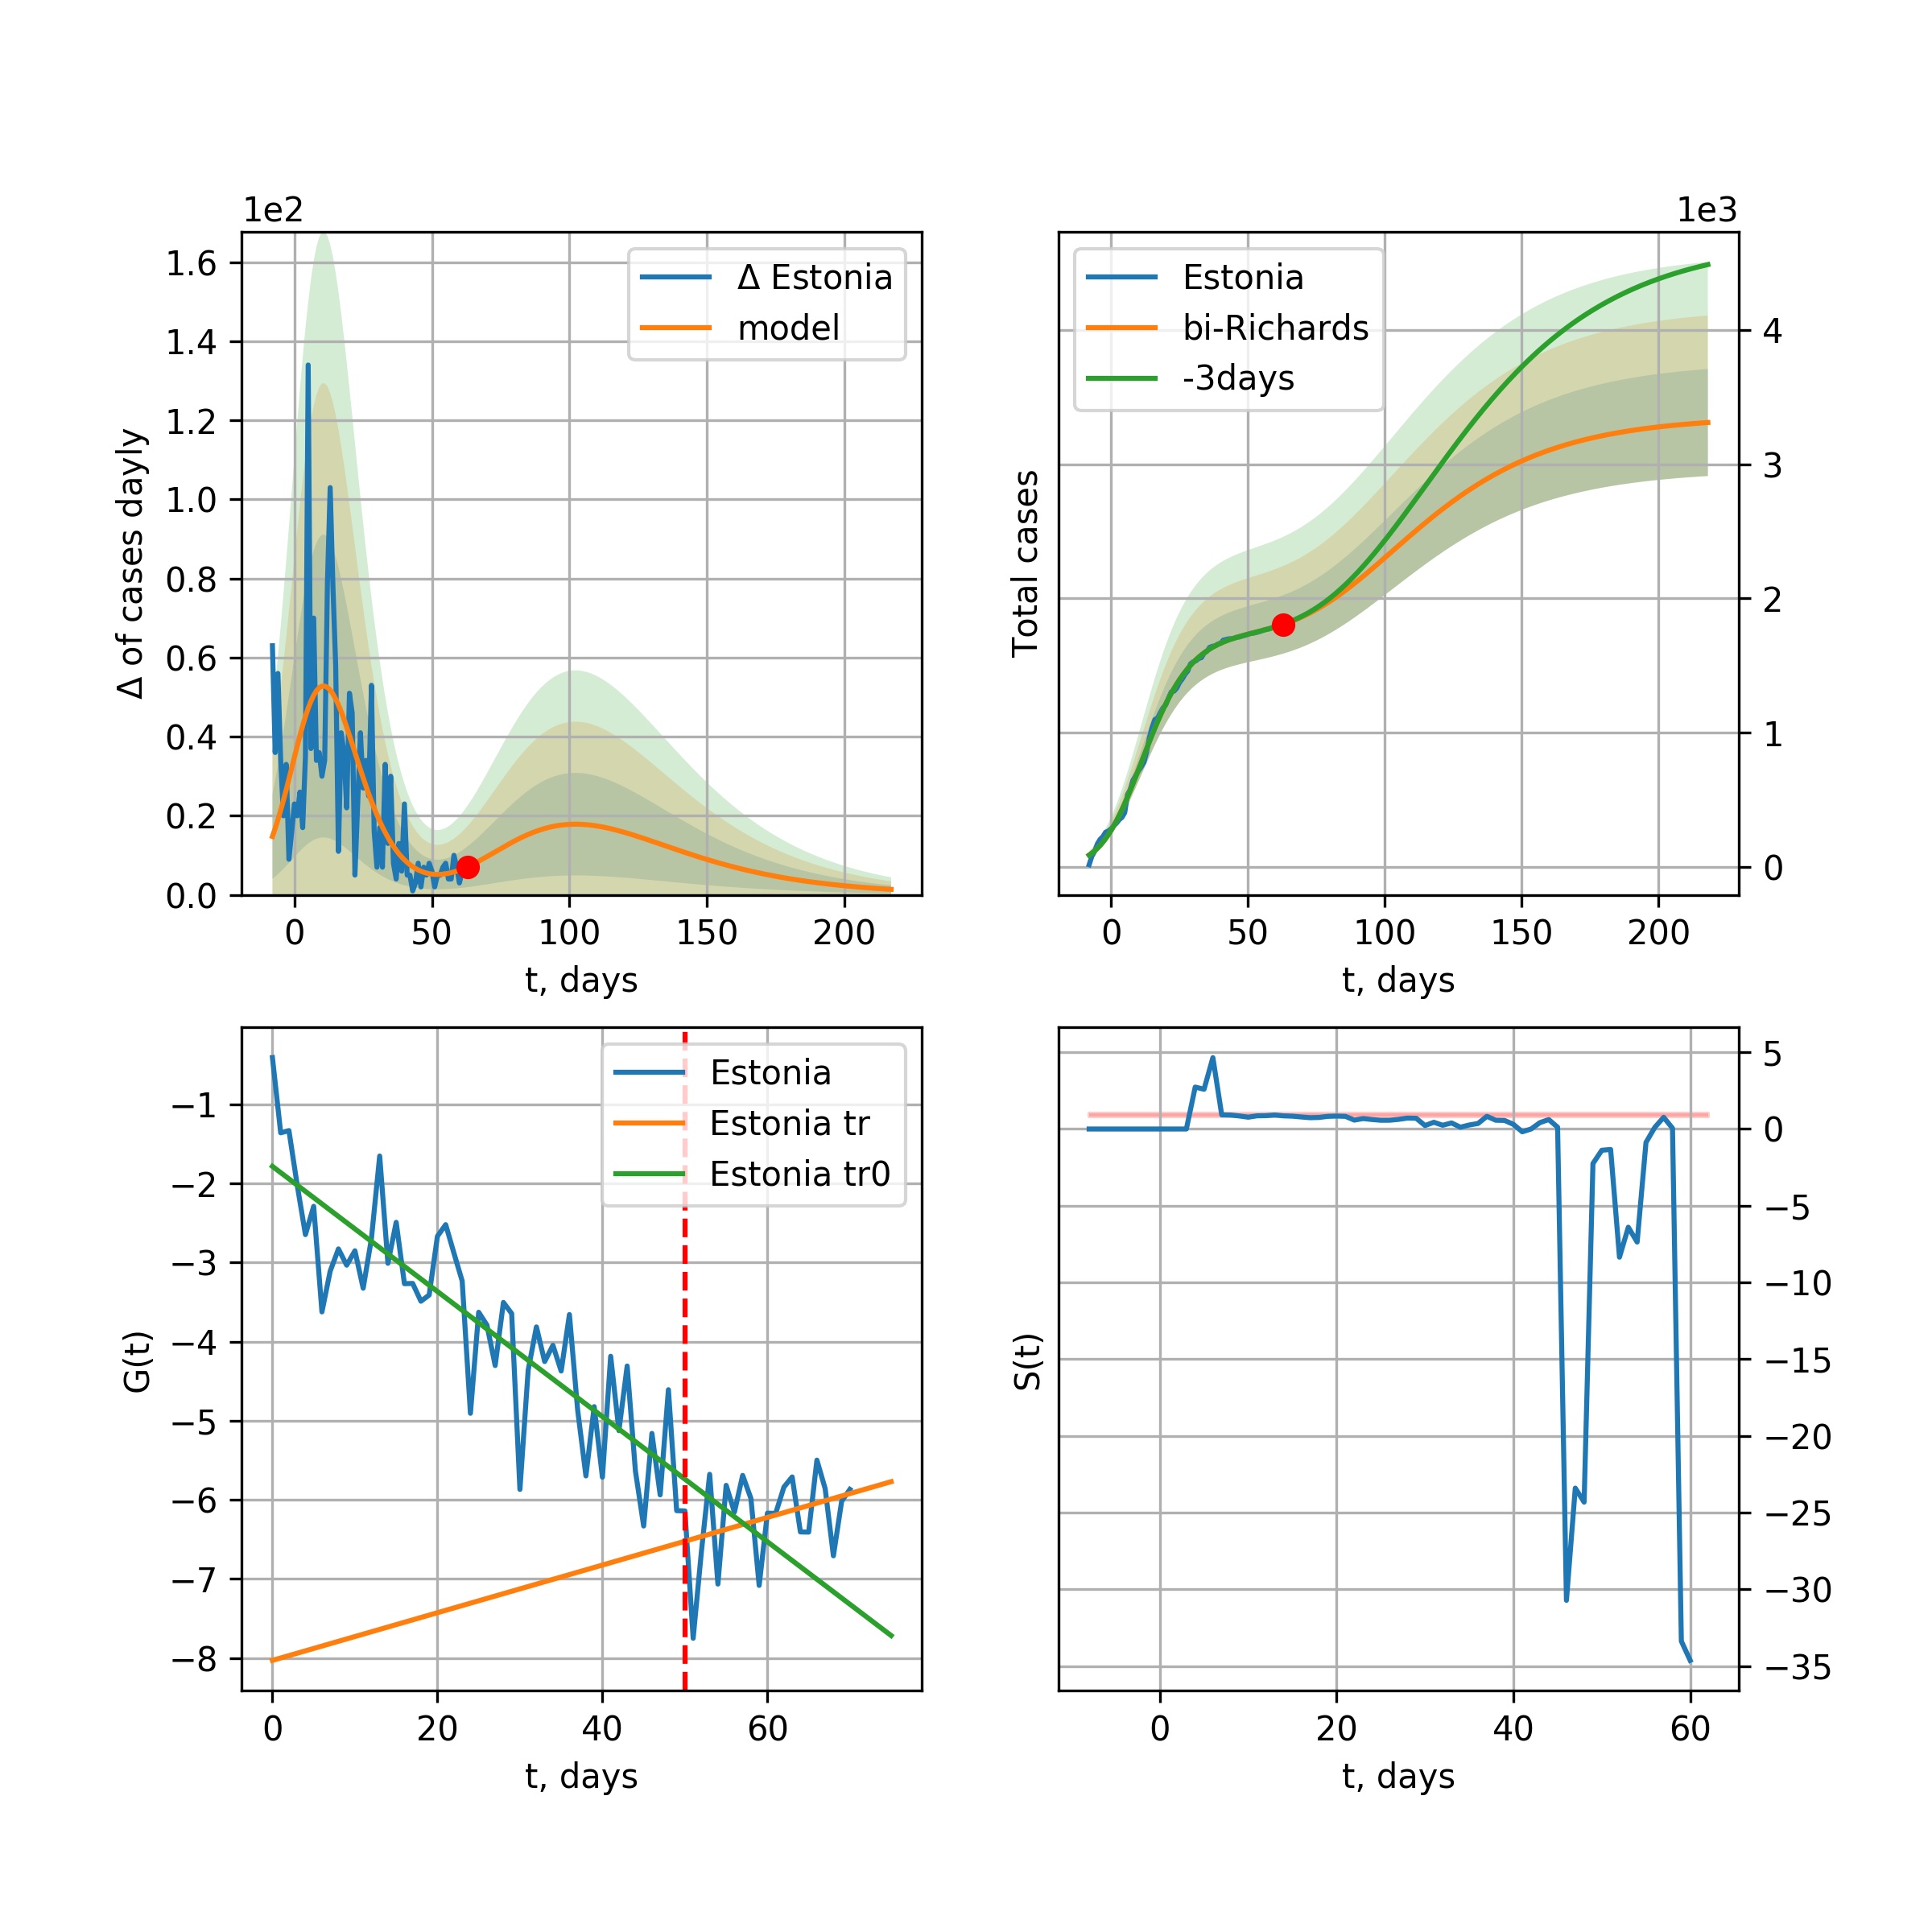 1e2
1.6
1.4
1.2
1.0
0.8
0.6
0.4
0.2
0.0
Δ of cases dayly
Δ Estonia
model
0 50 100 150 200
t, days
1e3
Estonia
bi-Richards
-3days
Total cases
4
3
2
1
0
0 50 100 150 200
t, days
−1
−2
−3
−4
−5
−6
−7
−8
G(t)
Estonia
Estonia tr
Estonia tr0
0 20 40 60
t, days
S(t)
5
0
−5
−10
−15
−20
−25
−30
−35
0 20 40 60
t, days